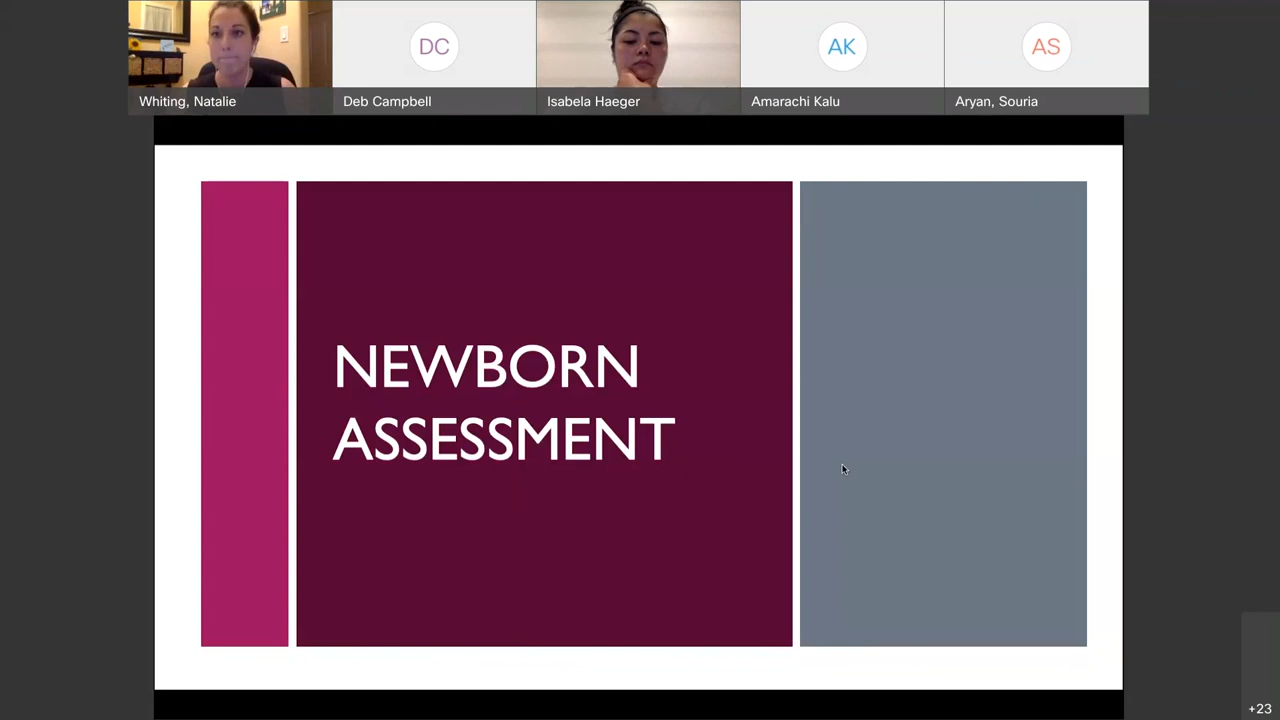 Whiting, Natalie
DC
Deb Campbell
Isabela Haeger
AK
Amarachi Kalu
AS
Aryan, Souria
NEWBORN
ASSESSMENT
+23